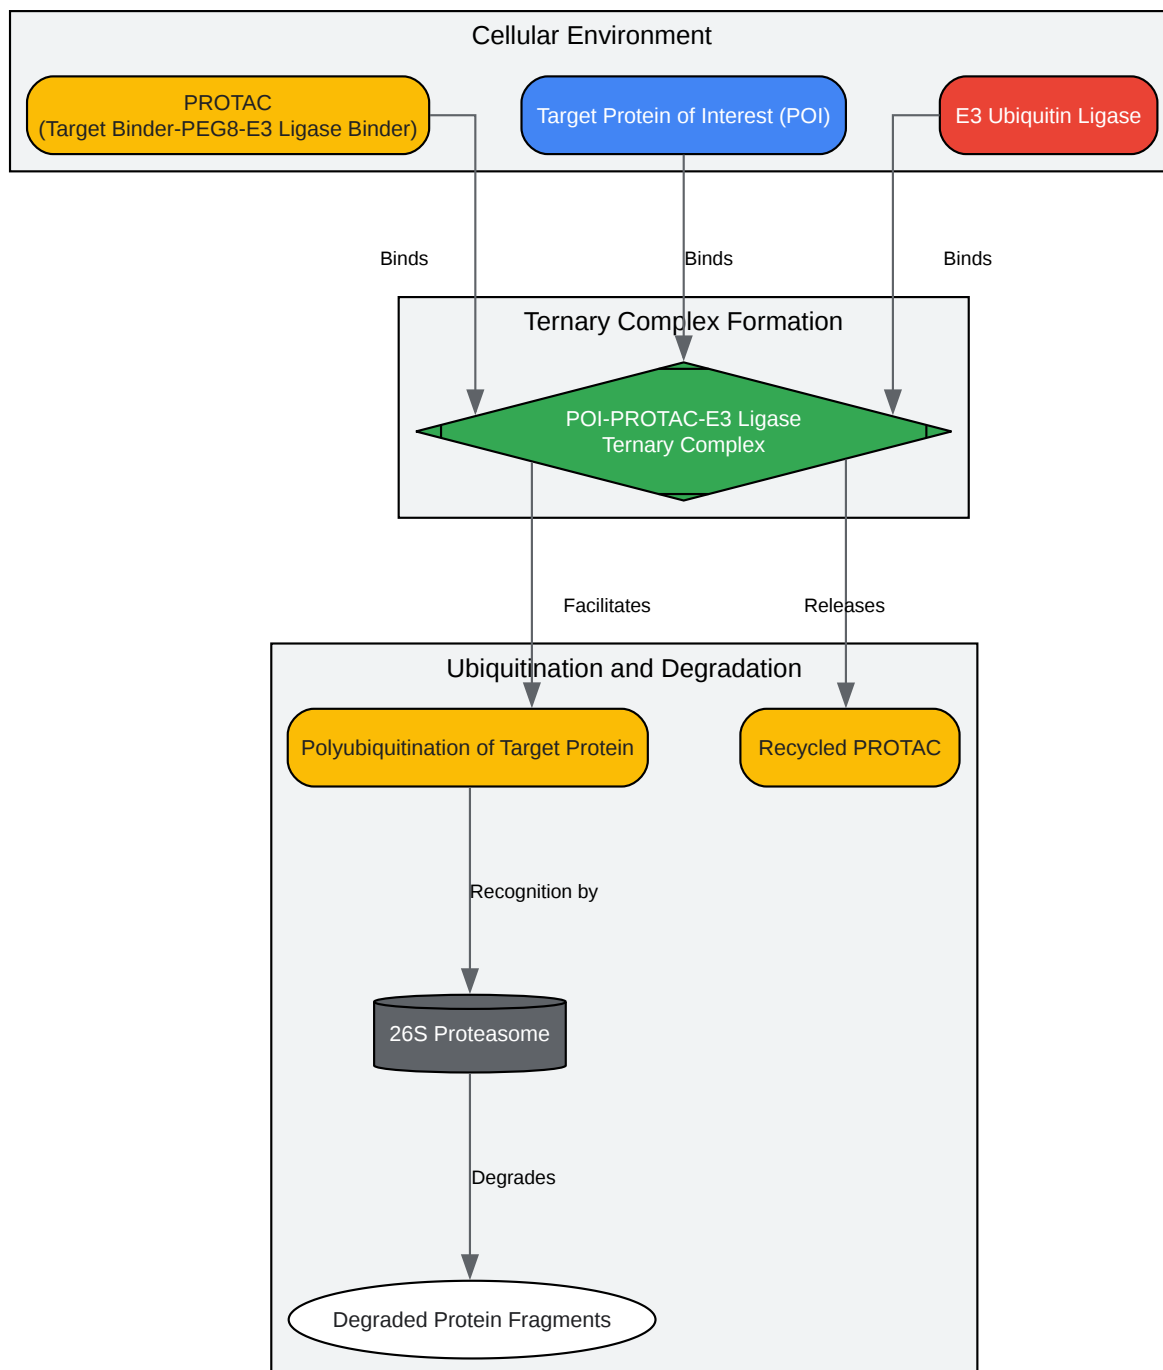 Cellular Environment
PROTAC
(Target Binder-PEG8-E3 Ligase Binder)
Target Protein of Interest (POI)
E3 Ubiquitin Ligase
Binds
Binds
Binds
Ternary Complex Formation
POI-PROTAC-E3 Ligase
Ternary Complex
Facilitates
Releases
Ubiquitination and Degradation
Polyubiquitination of Target Protein
Recycled PROTAC
Recognition by
26S Proteasome
Degrades
Degraded Protein Fragments